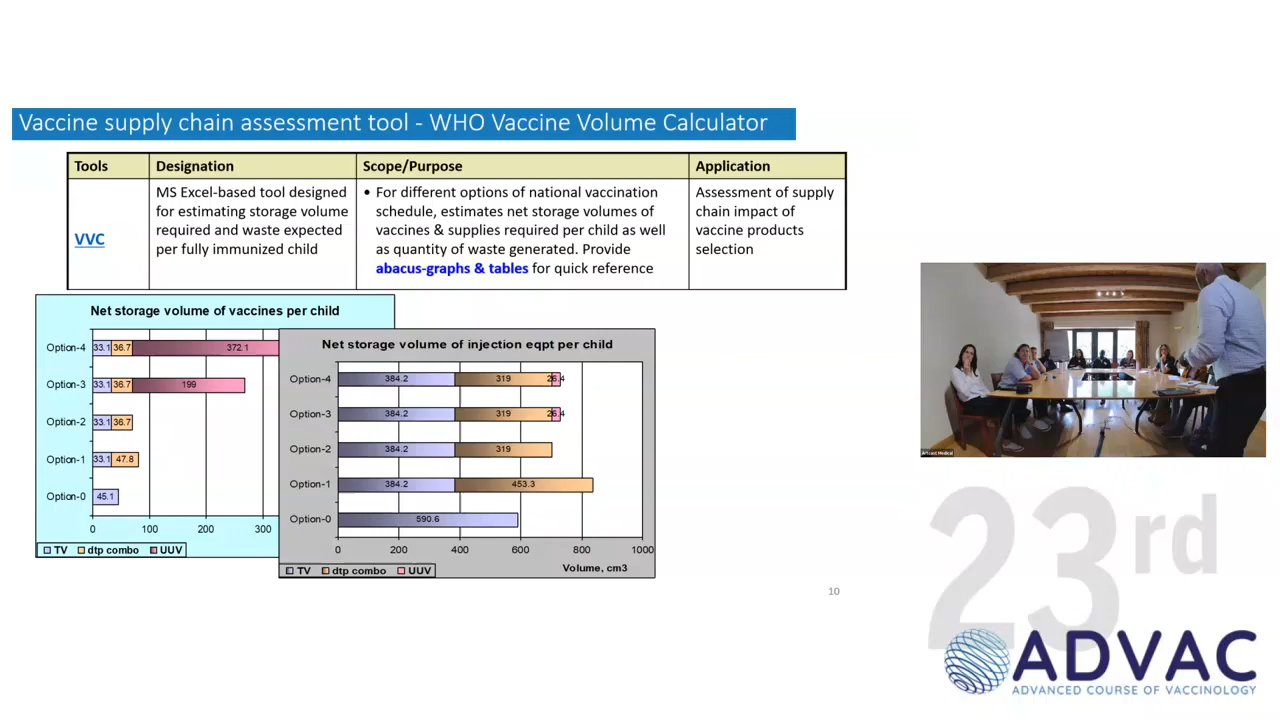 Vaccine supply chain assessment tool - WHO Vaccine Volume Calculator
Tools
Designation
Scope/Purpose
Application
VVC
MS Excel-based tool designed
for estimating storage volume
required and waste expected
per fully immunized child
• For different options of national vaccination
schedule, estimates net storage volumes of
vaccines & supplies required per child as well
as quantity of waste generated. Provide
abacus-graphs & tables for quick reference
Assessment of supply
chain impact of
vaccine products
selection
Net storage volume of vaccines per child
Option-4 33.1 36.7 372.1
Option-3 33.1 36.7 199
Option-2 33.1 36.7
Option-1 33.1 47.8
Option-0 45.1
0 100 200 300
TV dtp combo UUV
Net storage volume of injection eqpt per child
Option-4 384.2 319 26.4
Option-3 384.2 319 26.4
Option-2 384.2 319
Option-1 384.2 453.3
Option-0 590.6
0 200 400 600 800 1000
TV dtp combo UUV
Volume, cm3
10
Artcast Medical
23rd
ADVAC
ADVANCED COURSE OF VACCINOLOGY